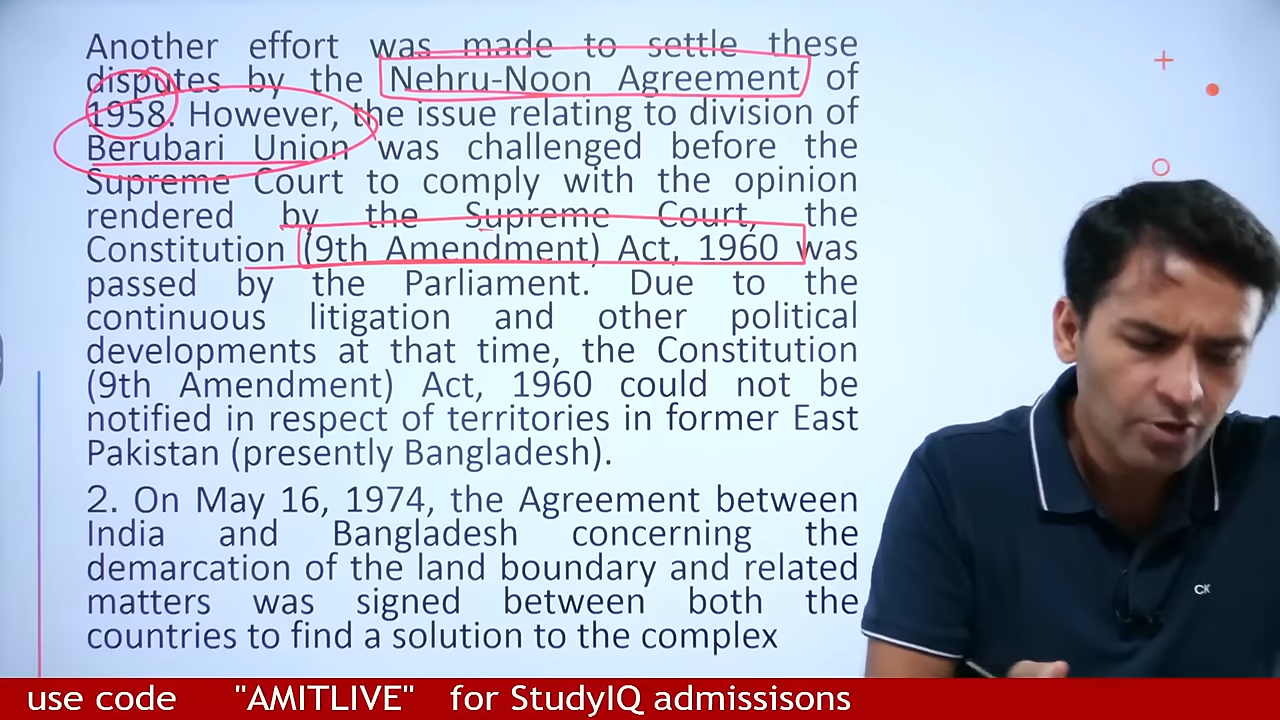 Another effort was made to settle these
disputes by the Nehru-Noon Agreement of
1958. However, the issue relating to division of
Berubari Union was challenged before the
Supreme Court to comply with the opinion
rendered by the Supreme Court, the
Constitution (9th Amendment) Act, 1960 was
passed by the Parliament. Due to the
continuous litigation and other political
developments at that time, the Constitution
(9th Amendment) Act, 1960 could not be
notified in respect of territories in former East
Pakistan (presently Bangladesh).
2. On May 16, 1974, the Agreement between
India and Bangladesh concerning the
demarcation of the land boundary and related
matters was signed between both the
countries to find a solution to the complex
CK
use code "AMITLIVE" for StudyIQ admissisons